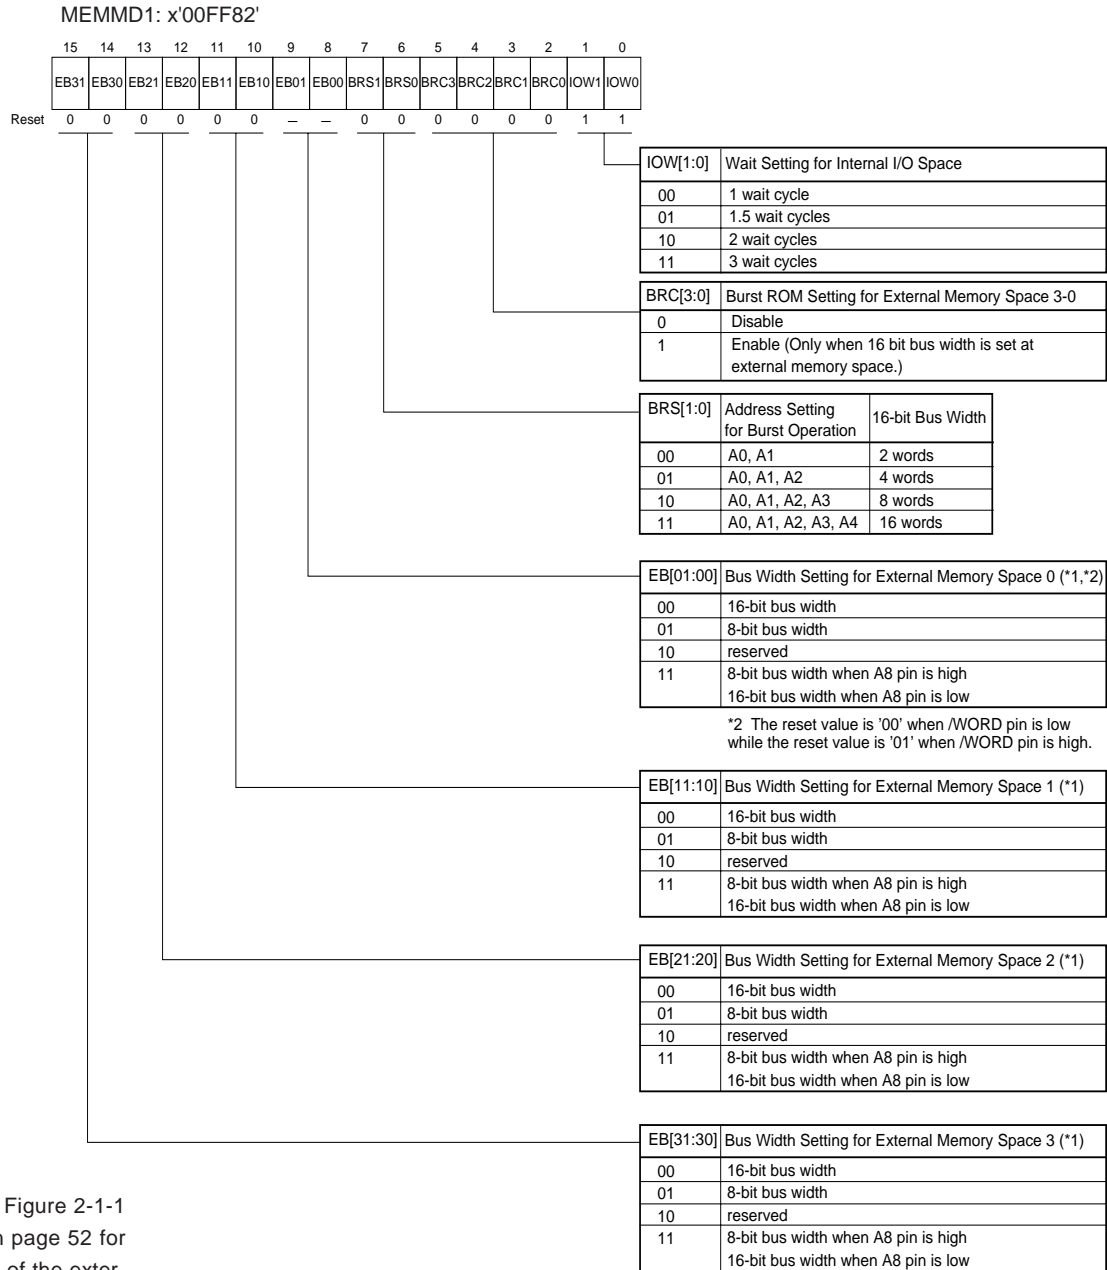 MEMMD1: x'00FF82'
15 14 13 12 11 10 9 8 7 6 5 4 3 2 1 0
EB31 EB30 EB21 EB20 EB11 EB10 EB01 EB00 BRS1 BRS0 BRC3 BRC2 BRC1 BRC0 IOW1 IOW0
Reset 0 0 0 0 0 0 – – 0 0 0 0 0 0 1 1
IOW[1:0] Wait Setting for Internal I/O Space
00 1 wait cycle
01 1.5 wait cycles
10 2 wait cycles
11 3 wait cycles
BRC[3:0] Burst ROM Setting for External Memory Space 3-0
0 Disable
1 Enable (Only when 16 bit bus width is set at
external memory space.)
BRS[1:0] Address Setting
for Burst Operation 16-bit Bus Width
00 A0, A1 2 words
01 A0, A1, A2 4 words
10 A0, A1, A2, A3 8 words
11 A0, A1, A2, A3, A4 16 words
EB[01:00] Bus Width Setting for External Memory Space 0 (*1,*2)
00 16-bit bus width
01 8-bit bus width
10 reserved
11 8-bit bus width when A8 pin is high
16-bit bus width when A8 pin is low
*2 The reset value is '00' when /WORD pin is low
while the reset value is '01' when /WORD pin is high.
EB[11:10] Bus Width Setting for External Memory Space 1 (*1)
00 16-bit bus width
01 8-bit bus width
10 reserved
11 8-bit bus width when A8 pin is high
16-bit bus width when A8 pin is low
EB[21:20] Bus Width Setting for External Memory Space 2 (*1)
00 16-bit bus width
01 8-bit bus width
10 reserved
11 8-bit bus width when A8 pin is high
16-bit bus width when A8 pin is low
EB[31:30] Bus Width Setting for External Memory Space 3 (*1)
00 16-bit bus width
01 8-bit bus width
10 reserved
11 8-bit bus width when A8 pin is high
16-bit bus width when A8 pin is low
Figure 2-1-1
page 52 for
of the exter-